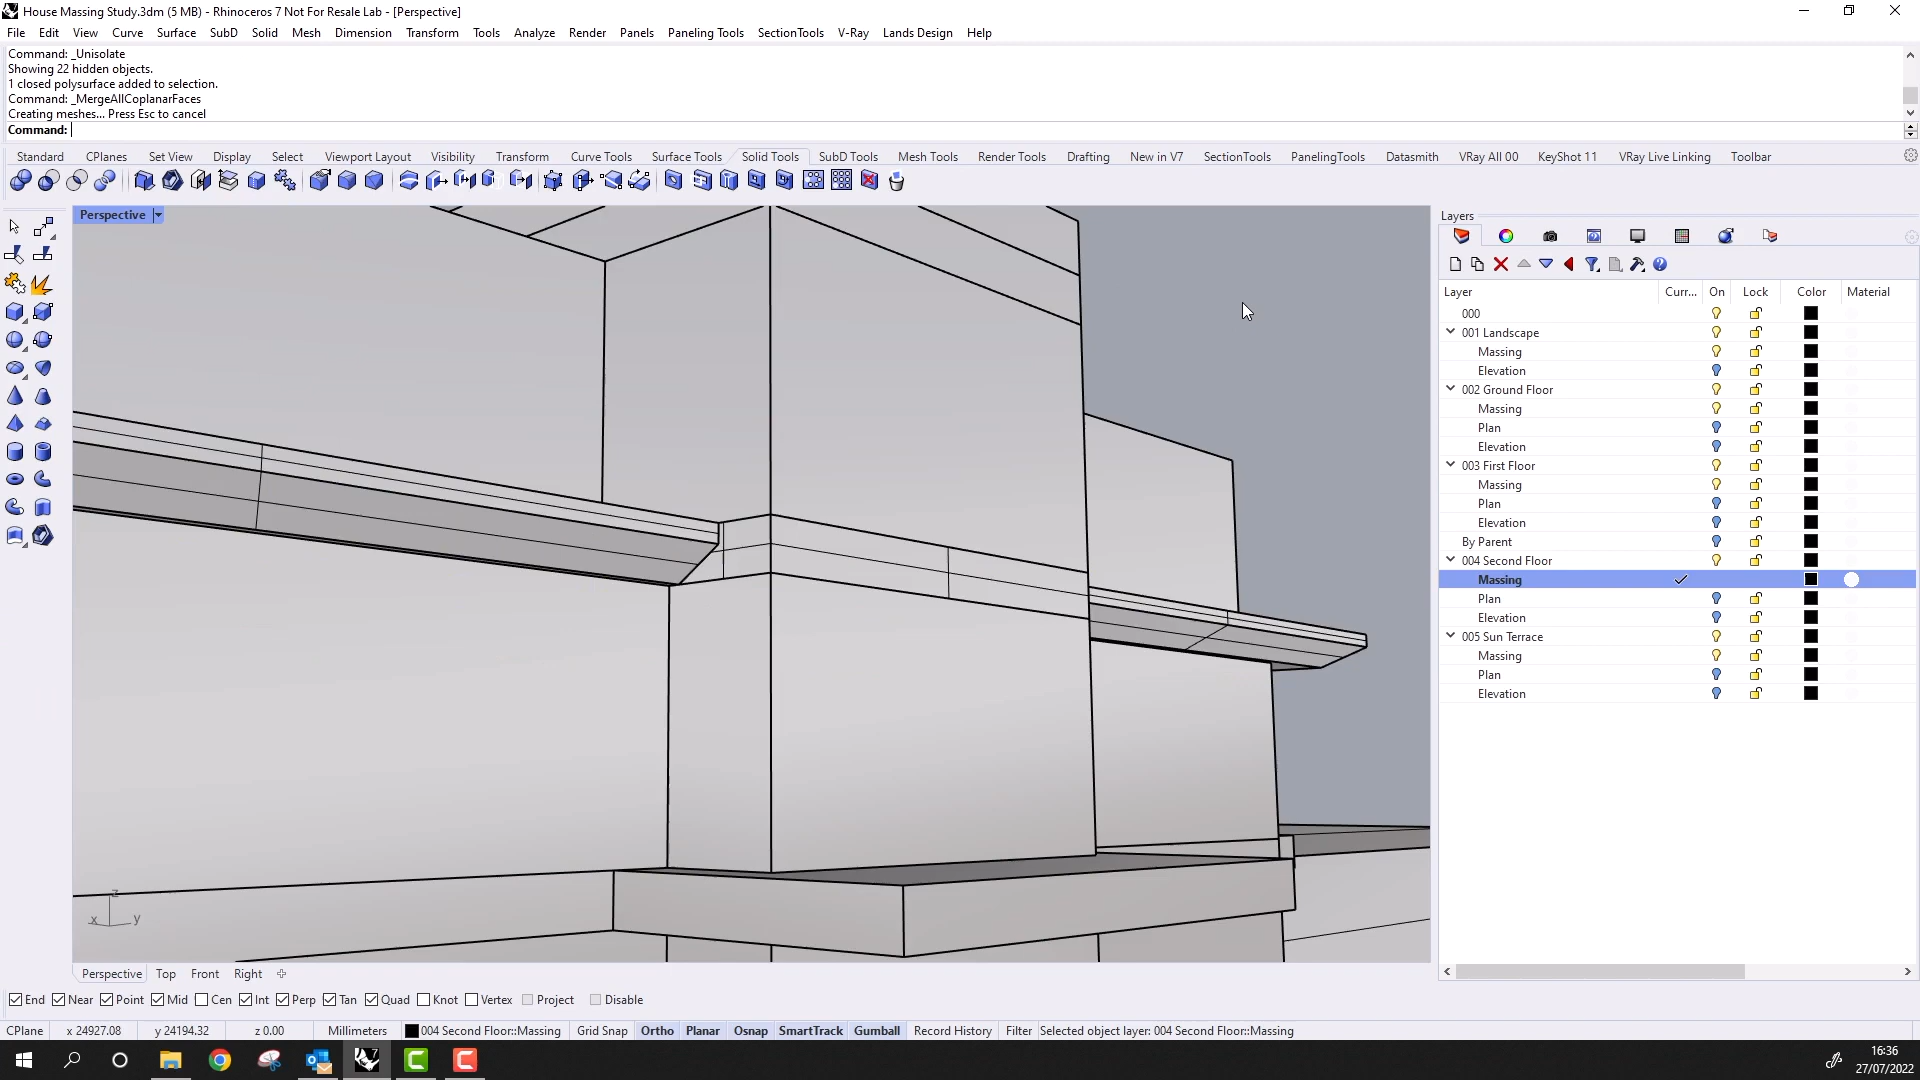 House Massing Study.3dm (5 MB) - Rhinoceros 7 Not For Resale Lab - [Perspective]
File Edit View Curve Surface SubD Solid Mesh Dimension Transform Tools Analyze Render Panels Paneling Tools SectionTools V-Ray Lands Design Help
Command: _Unisolate
Showing 22 hidden objects.
1 closed polysurface added to selection.
Command: _MergeAllCoplanarFaces
Creating meshes... Press Esc to cancel
Command:
Standard CPlanes Set View Display Select Viewport Layout Visibility Transform Curve Tools Surface Tools Solid Tools SubD Tools Mesh Tools Render Tools Drafting New in V7 SectionTools PanelingTools Datasmith VRay All 00 KeyShot 11 VRay Live Linking Toolbar
Perspective
Layers
Layer Curr... On Lock Color Material
000
001 Landscape
Massing
Elevation
002 Ground Floor
Massing
Plan
Elevation
003 First Floor
Massing
Plan
Elevation
By Parent
004 Second Floor
Massing
Plan
Elevation
005 Sun Terrace
Massing
Plan
Elevation
z
x y
Perspective Top Front Right
End Near Point Mid Cen Int Perp Tan Quad Knot Vertex Project Disable
CPlane x 24927.08 y 24194.32 z 0.00 Millimeters 004 Second Floor::Massing Grid Snap Ortho Planar Osnap SmartTrack Gumball Record History Filter Selected object layer: 004 Second Floor::Massing
16:36
27/07/2022